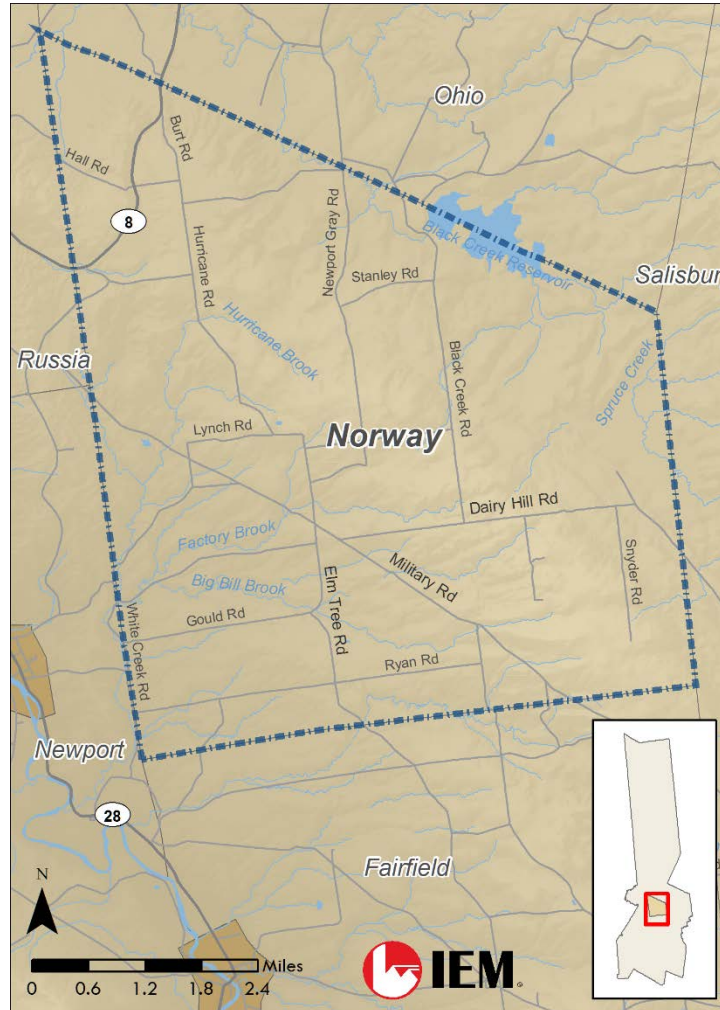 Ohio
Burt Rd
Hall Rd
8
Newport Gray Rd
Black Creek Reservoir
Hurricane Rd
Stanley Rd
Salisbur
Hurricane Brook
Russia
Black Creek Rd
Spruce Creek
Lynch Rd
Norway
Dairy Hill Rd
Factory Brook
Military Rd
Snyder Rd
Big Bill Brook
Elm Tree Rd
White Creek Rd
Gould Rd
Ryan Rd
Newport
28
Fairfield
N
Miles
0 0.6 1.2 1.8 2.4
IEM